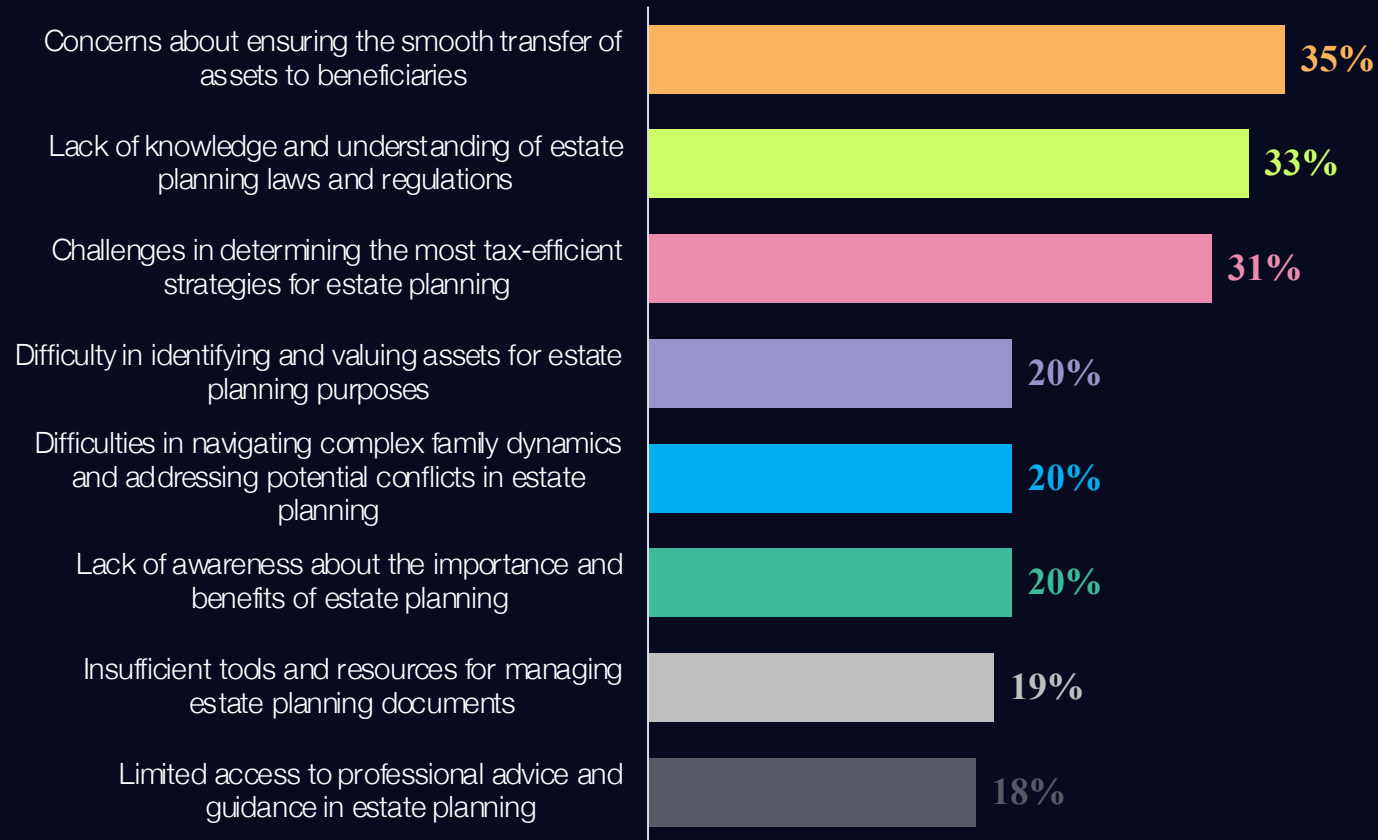 Concerns about ensuring the smooth transfer of
assets to beneficiaries
35%
Lack of knowledge and understanding of estate
planning laws and regulations
33%
Challenges in determining the most tax-efficient
strategies for estate planning
31%
Difficulty in identifying and valuing assets for estate
planning purposes
20%
Difficulties in navigating complex family dynamics
and addressing potential conflicts in estate
planning
20%
Lack of awareness about the importance and
benefits of estate planning
20%
Insufficient tools and resources for managing
estate planning documents
19%
Limited access to professional advice and
guidance in estate planning
18%